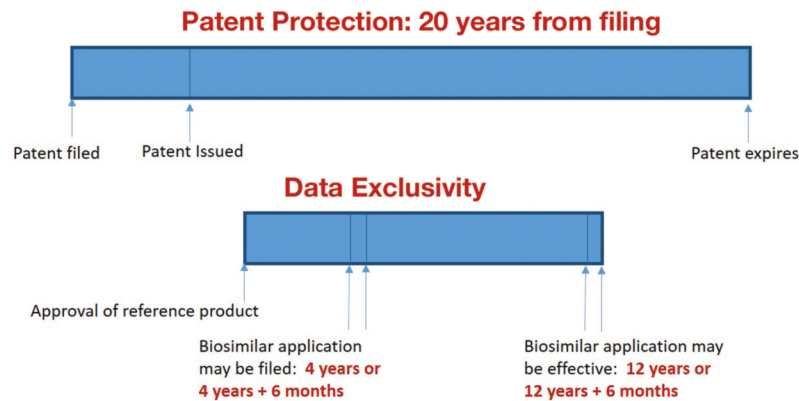 Patent Protection: 20 years from filing
Patent filed
Patent Issued
Patent expires
Data Exclusivity
Approval of reference product
Biosimilar application
may be filed: 4 years or
4 years + 6 months
Biosimilar application may
be effective: 12 years or
12 years + 6 months